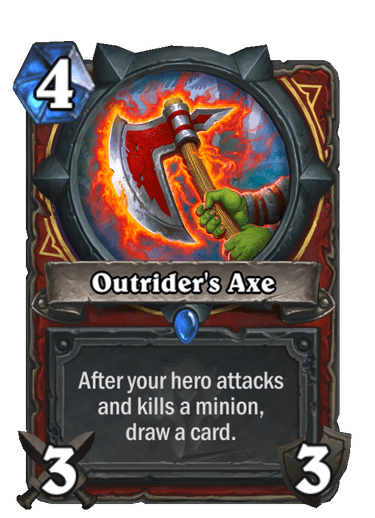 4
Outrider's Axe
After your hero attacks
and kills a minion,
draw a card.
3
3